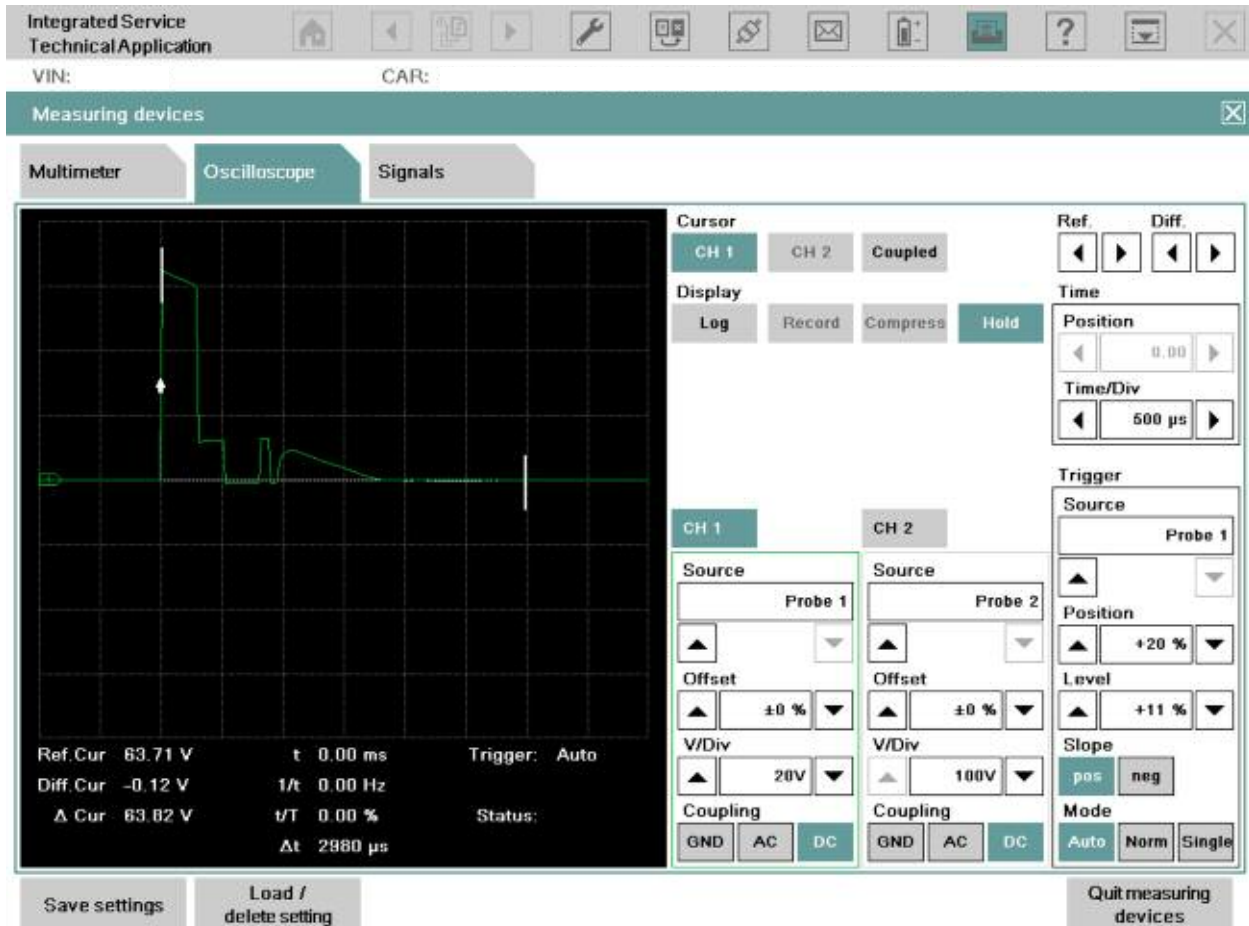 Integrated Service
Technical Application
?
VIN: CAR:
Measuring devices
Multimeter Oscilloscope Signals
Cursor
CH 1 CH 2 Coupled
Ref. Diff.
Display
Log Record Compress Hold
Time
Position
0.00
Time/Div
500 µs
Trigger
Source
Probe 1
Position
+20 %
Level
+11 %
Slope
pos neg
Mode
Auto Norm Single
CH 1
Source
Probe 1
Offset
±0 %
V/Div
20V
Coupling
GND AC DC
CH 2
Source
Probe 2
Offset
±0 %
V/Div
100V
Coupling
GND AC DC
Ref.Cur 63.71 V t 0.00 ms Trigger: Auto
Diff.Cur -0.12 V 1/t 0.00 Hz
Δ Cur 63.82 V t/T 0.00 % Status:
Δt 2980 µs
Save settings
Load /
delete setting
Quit measuring
devices